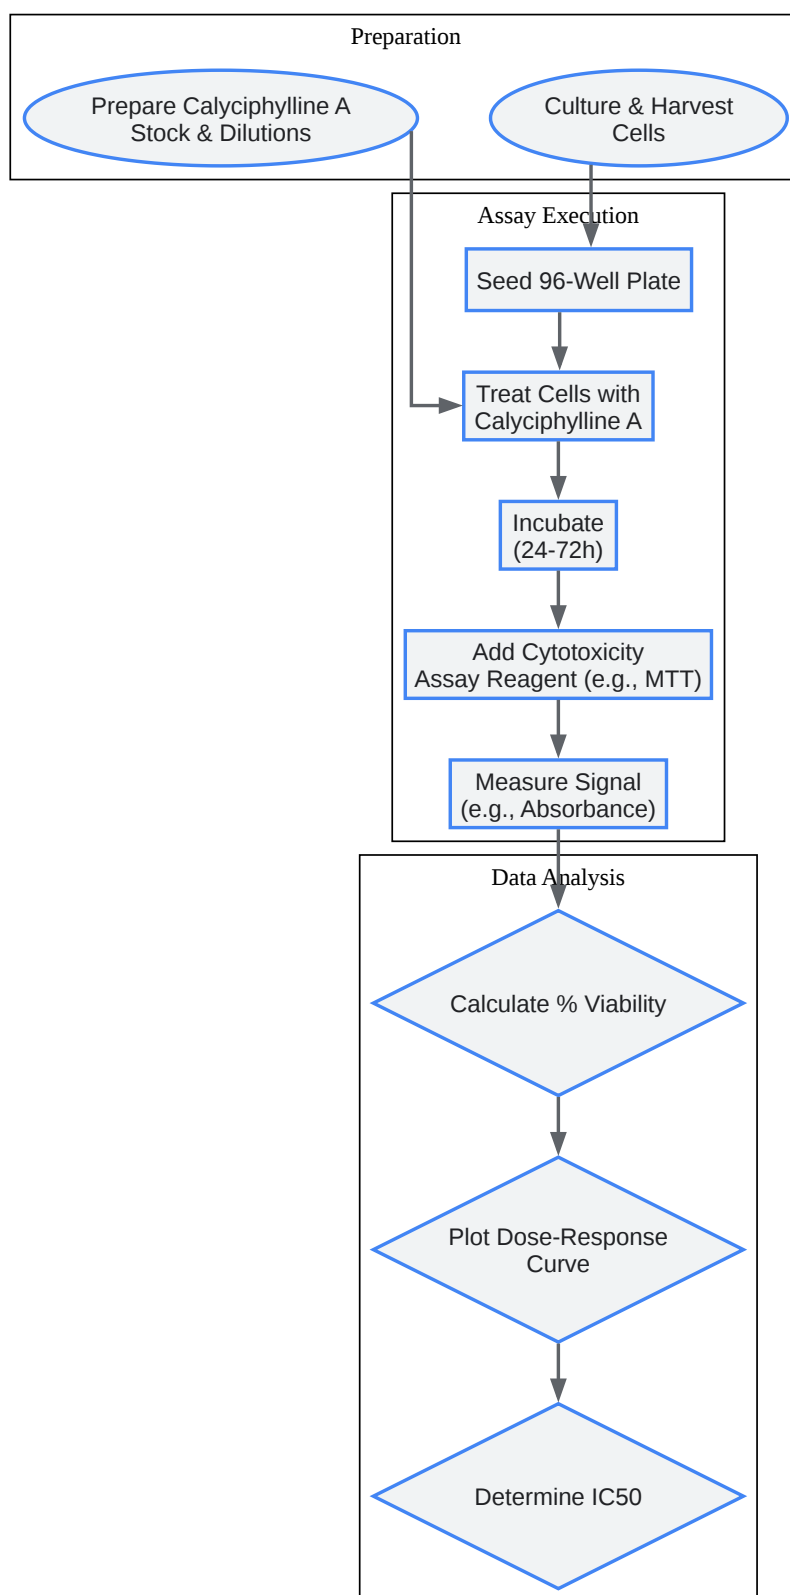 Preparation
Prepare Calyciphylline A
Stock & Dilutions
Culture & Harvest
Cells
Assay Execution
Seed 96-Well Plate
Treat Cells with
Calyciphylline A
Incubate
(24-72h)
Add Cytotoxicity
Assay Reagent (e.g., MTT)
Measure Signal
(e.g., Absorbance)
Data Analysis
Calculate % Viability
Plot Dose-Response
Curve
Determine IC50